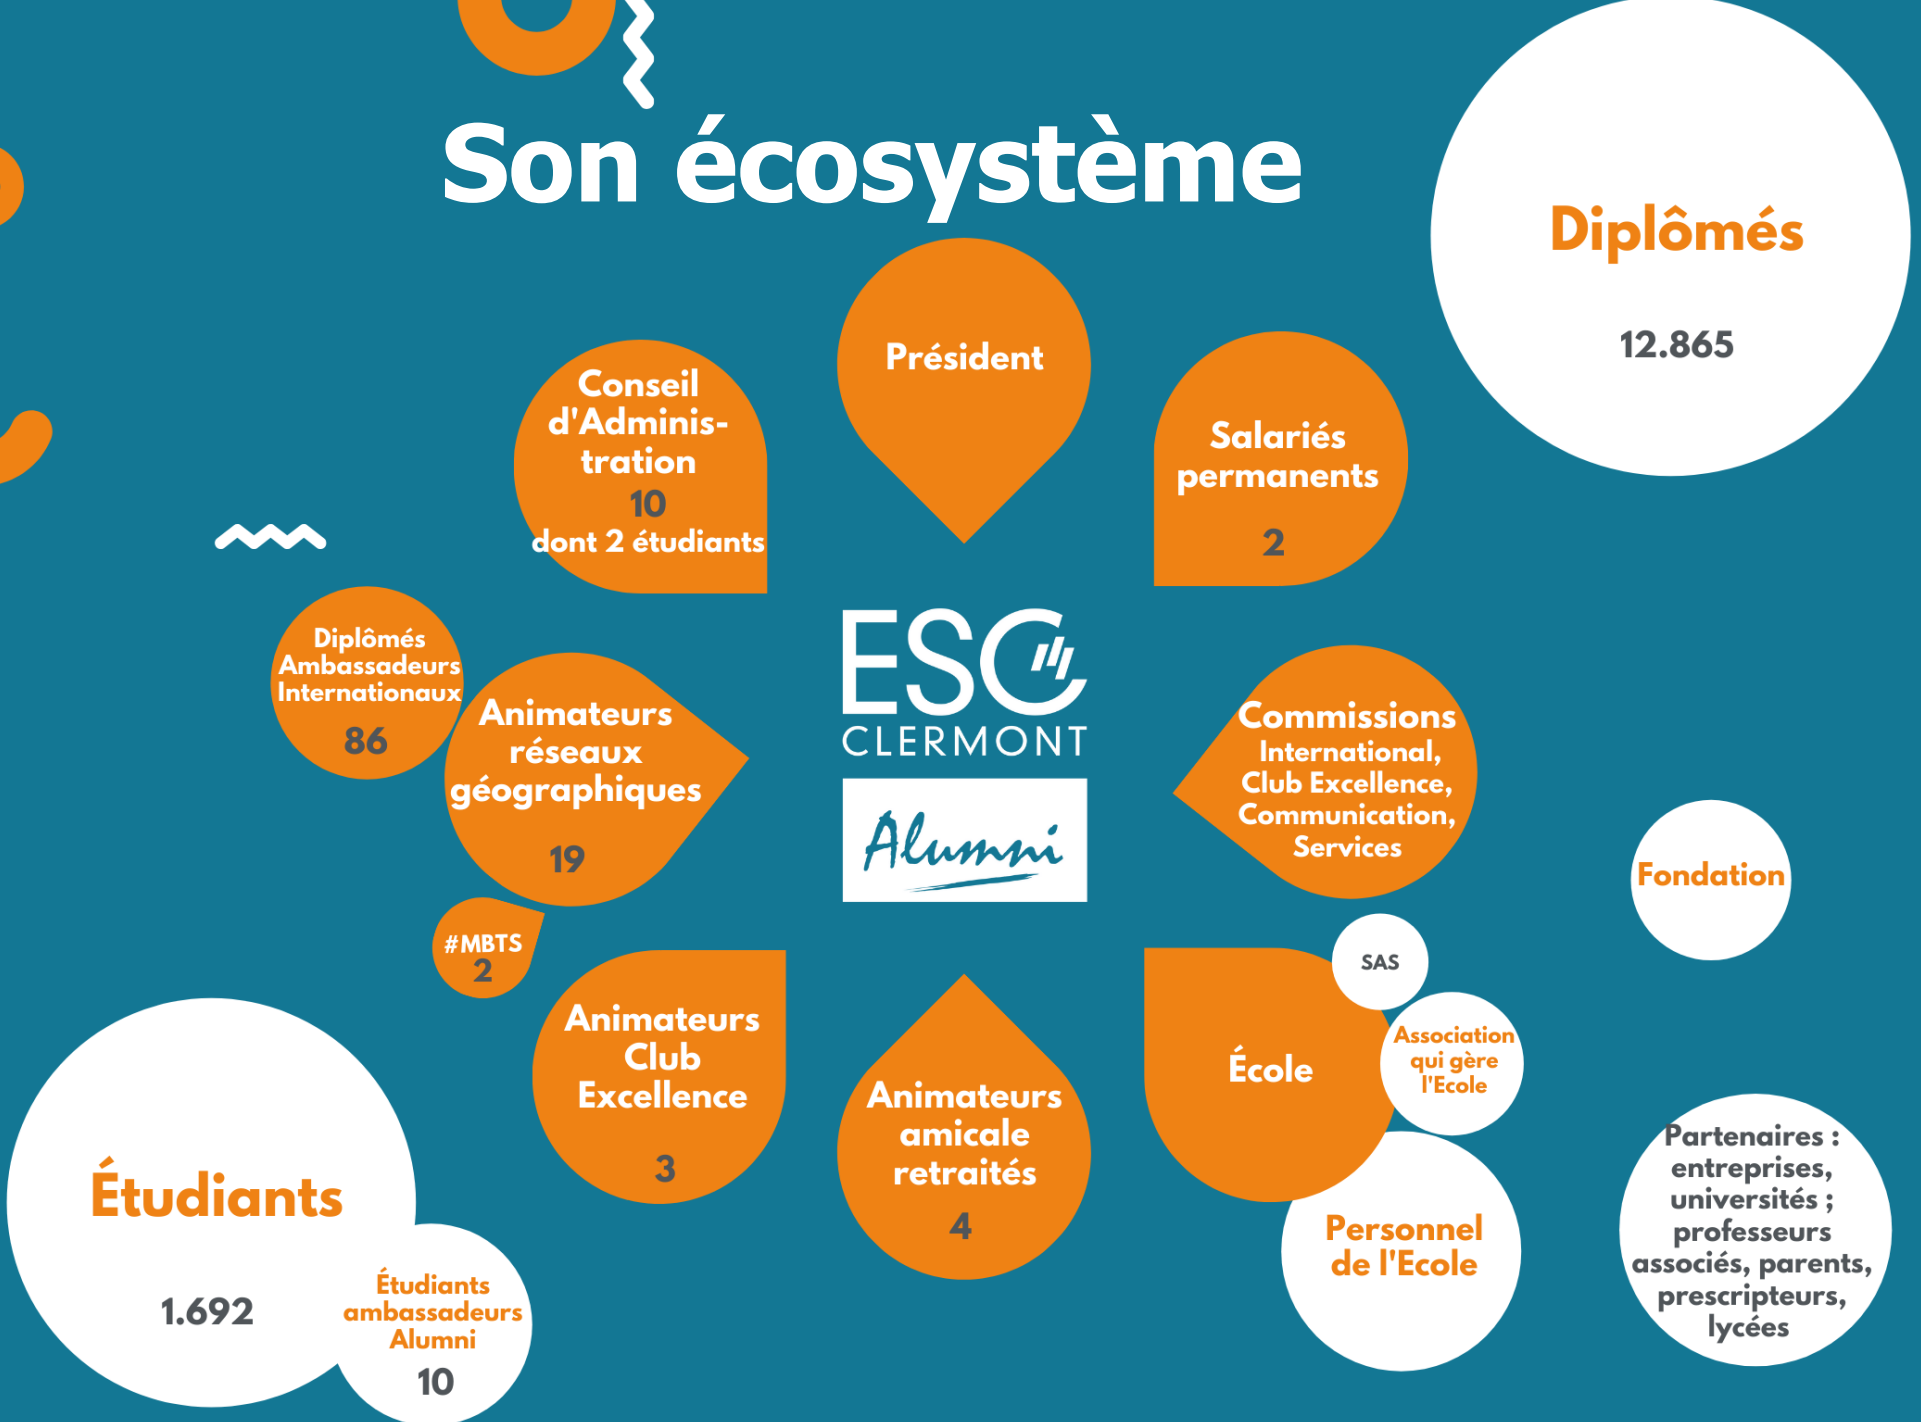 Son écosystème
Diplômés
12.865
Président
Conseil
d'Adminis-
tration
10
dont 2 étudiants
Salariés
permanents
2
Diplômés
Ambassadeurs
Internationaux
86
Animateurs
réseaux
géographiques
19
ESC
CLERMONT
Alumni
Commissions
International,
Club Excellence,
Communication,
Services
Fondation
#MBTS
2
Animateurs
Club
Excellence
3
Animateurs
amicale
retraités
4
École
SAS
Association
qui gère
l'Ecole
Personnel
de l'Ecole
Partenaires :
entreprises,
universités ;
professeurs
associés, parents,
prescripteurs,
lycées
Étudiants
1.692
Étudiants
ambassadeurs
Alumni
10